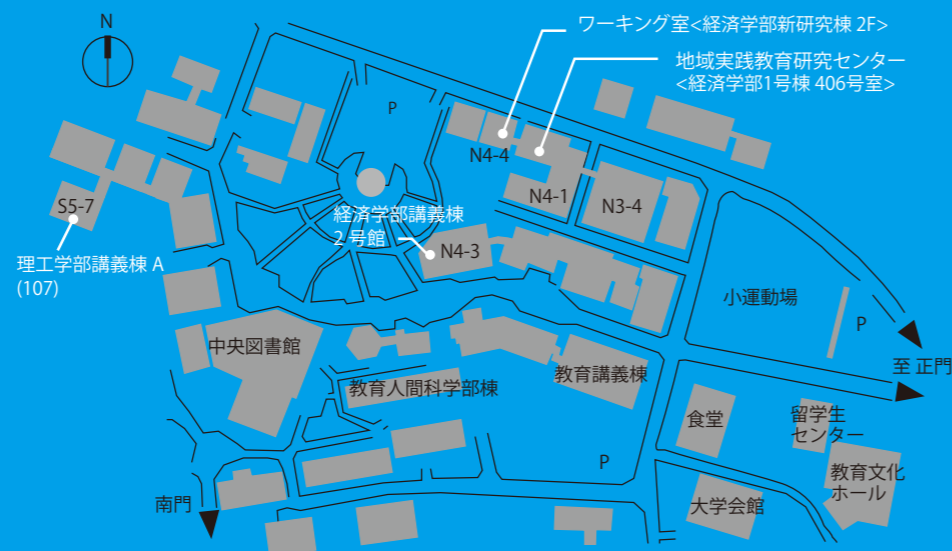 N
ワーキング室<経済学部新研究棟 2F>
地域実践教育研究センター
<経済学部1号棟 406号室>
P
N4-4
N4-1
N3-4
S5-7
経済学部講義棟
2 号館
N4-3
理工学部講義棟 A
(107)
小運動場
P
中央図書館
至 正門
教育講義棟
教育人間科学部棟
食堂
留学生
センター
P
教育文化
ホール
南門
大学会館